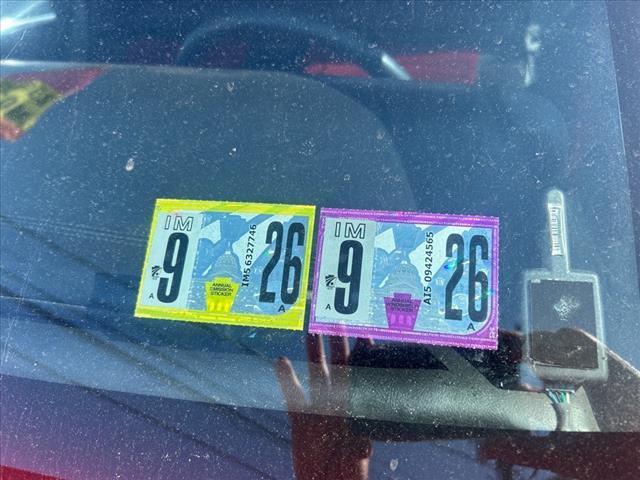 IM
9
A
ANNUAL
EMISSION
STICKER
IM5 6327746
26
A
IM
9
A
AI5 09424565
26
A